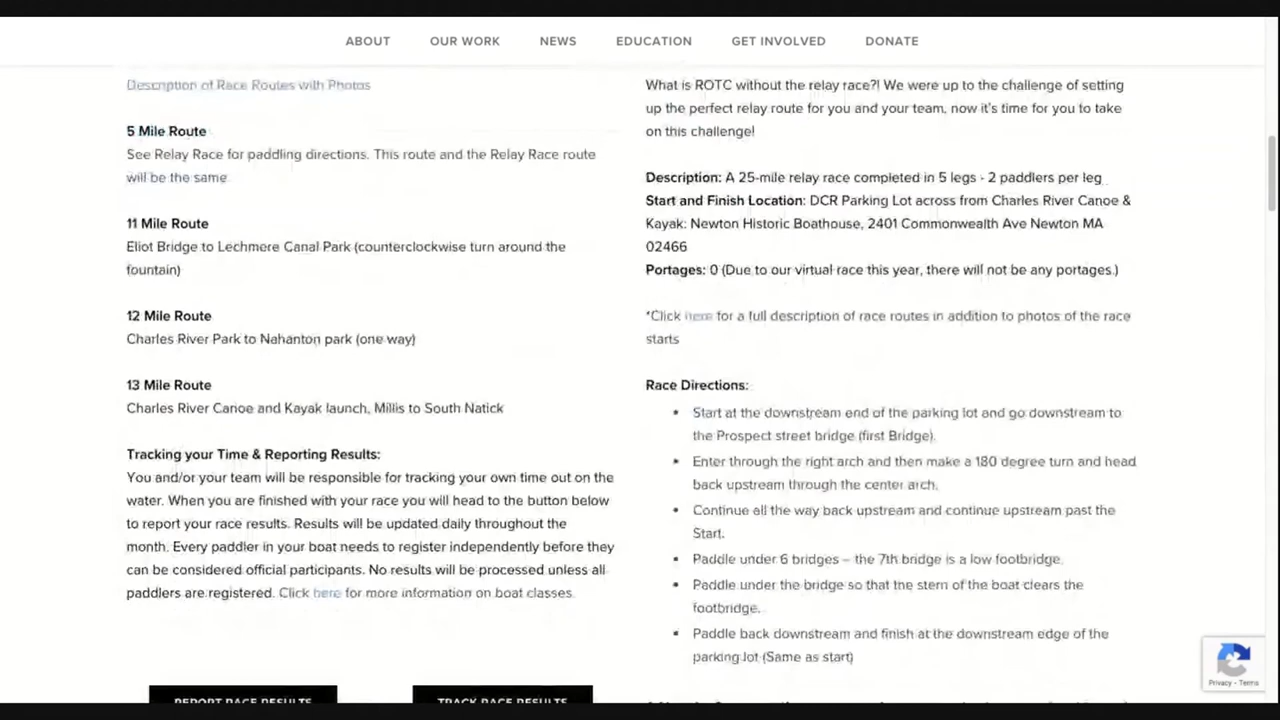 ABOUT OUR WORK NEWS EDUCATION GET INVOLVED DONATE
Description of Race Routes with Photos
5 Mile Route
See Relay Race for paddling directions. This route and the Relay Race route
will be the same
11 Mile Route
Eliot Bridge to Lechmere Canal Park (counterclockwise turn around the
fountain)
12 Mile Route
Charles River Park to Nahanton park (one way)
13 Mile Route
Charles River Canoe and Kayak launch, Millis to South Natick
Tracking your Time & Reporting Results:
You and/or your team will be responsible for tracking your own time out on the
water. When you are finished with your race you will head to the button below
to report your race results. Results will be updated daily throughout the
month. Every paddler in your boat needs to register independently before they
can be considered official participants. No results will be processed unless all
paddlers are registered. Click here for more information on boat classes.
REPORT RACE RESULTS TRACK RACE RESULTS
What is ROTC without the relay race?! We were up to the challenge of setting
up the perfect relay route for you and your team, now it's time for you to take
on this challenge!
Description: A 25-mile relay race completed in 5 legs - 2 paddlers per leg
Start and Finish Location: DCR Parking Lot across from Charles River Canoe &
Kayak: Newton Historic Boathouse, 2401 Commonwealth Ave Newton MA
02466
Portages: 0 (Due to our virtual race this year, there will not be any portages.)
*Click here for a full description of race routes in addition to photos of the race
starts
Race Directions:
• Start at the downstream end of the parking lot and go downstream to
the Prospect street bridge (first Bridge).
• Enter through the right arch and then make a 180 degree turn and head
back upstream through the center arch.
• Continue all the way back upstream and continue upstream past the
Start.
• Paddle under 6 bridges – the 7th bridge is a low footbridge.
• Paddle under the bridge so that the stern of the boat clears the
footbridge.
• Paddle back downstream and finish at the downstream edge of the
parking lot (Same as start)
Privacy - Terms